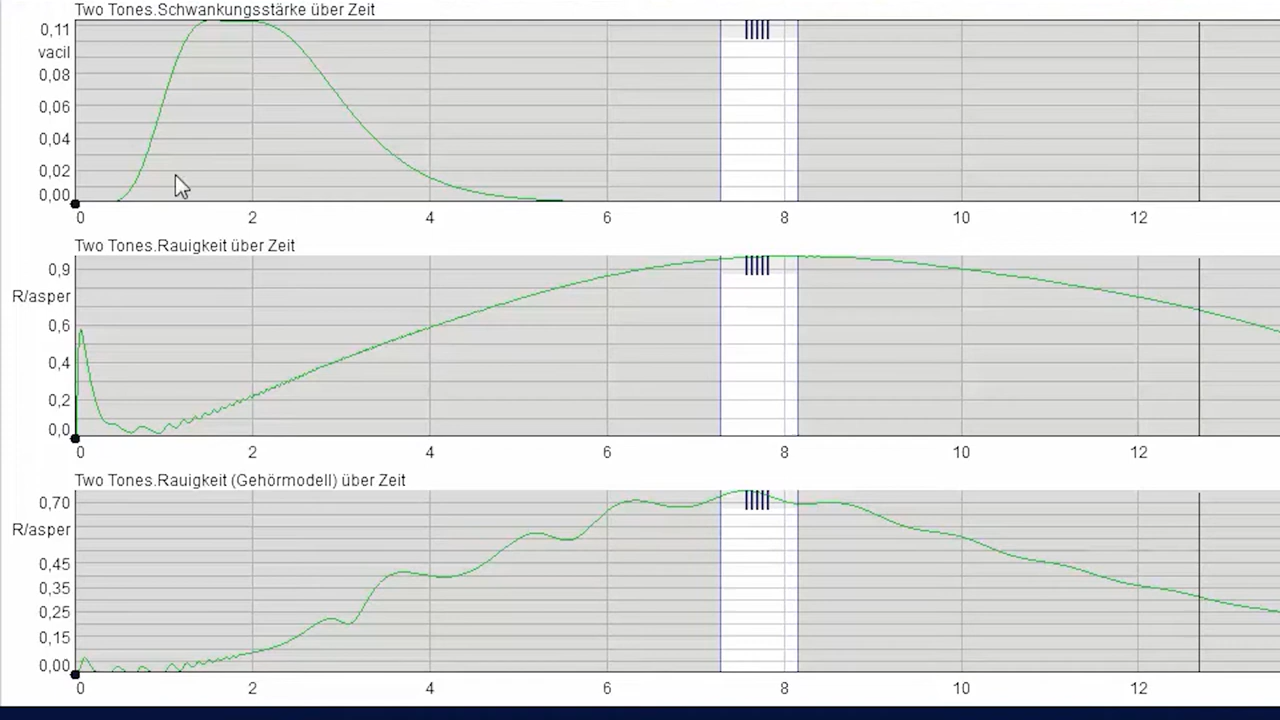 Two Tones.Schwankungsstärke über Zeit
0,11
vacil
0,08
0,06
0,04
0,02
0,00
0 2 4 6 8 10 12
Two Tones.Rauigkeit über Zeit
0,9
R/asper
0,6
0,4
0,2
0,0
0 2 4 6 8 10 12
Two Tones.Rauigkeit (Gehörmodell) über Zeit
0,70
R/asper
0,45
0,35
0,25
0,15
0,00
0 2 4 6 8 10 12